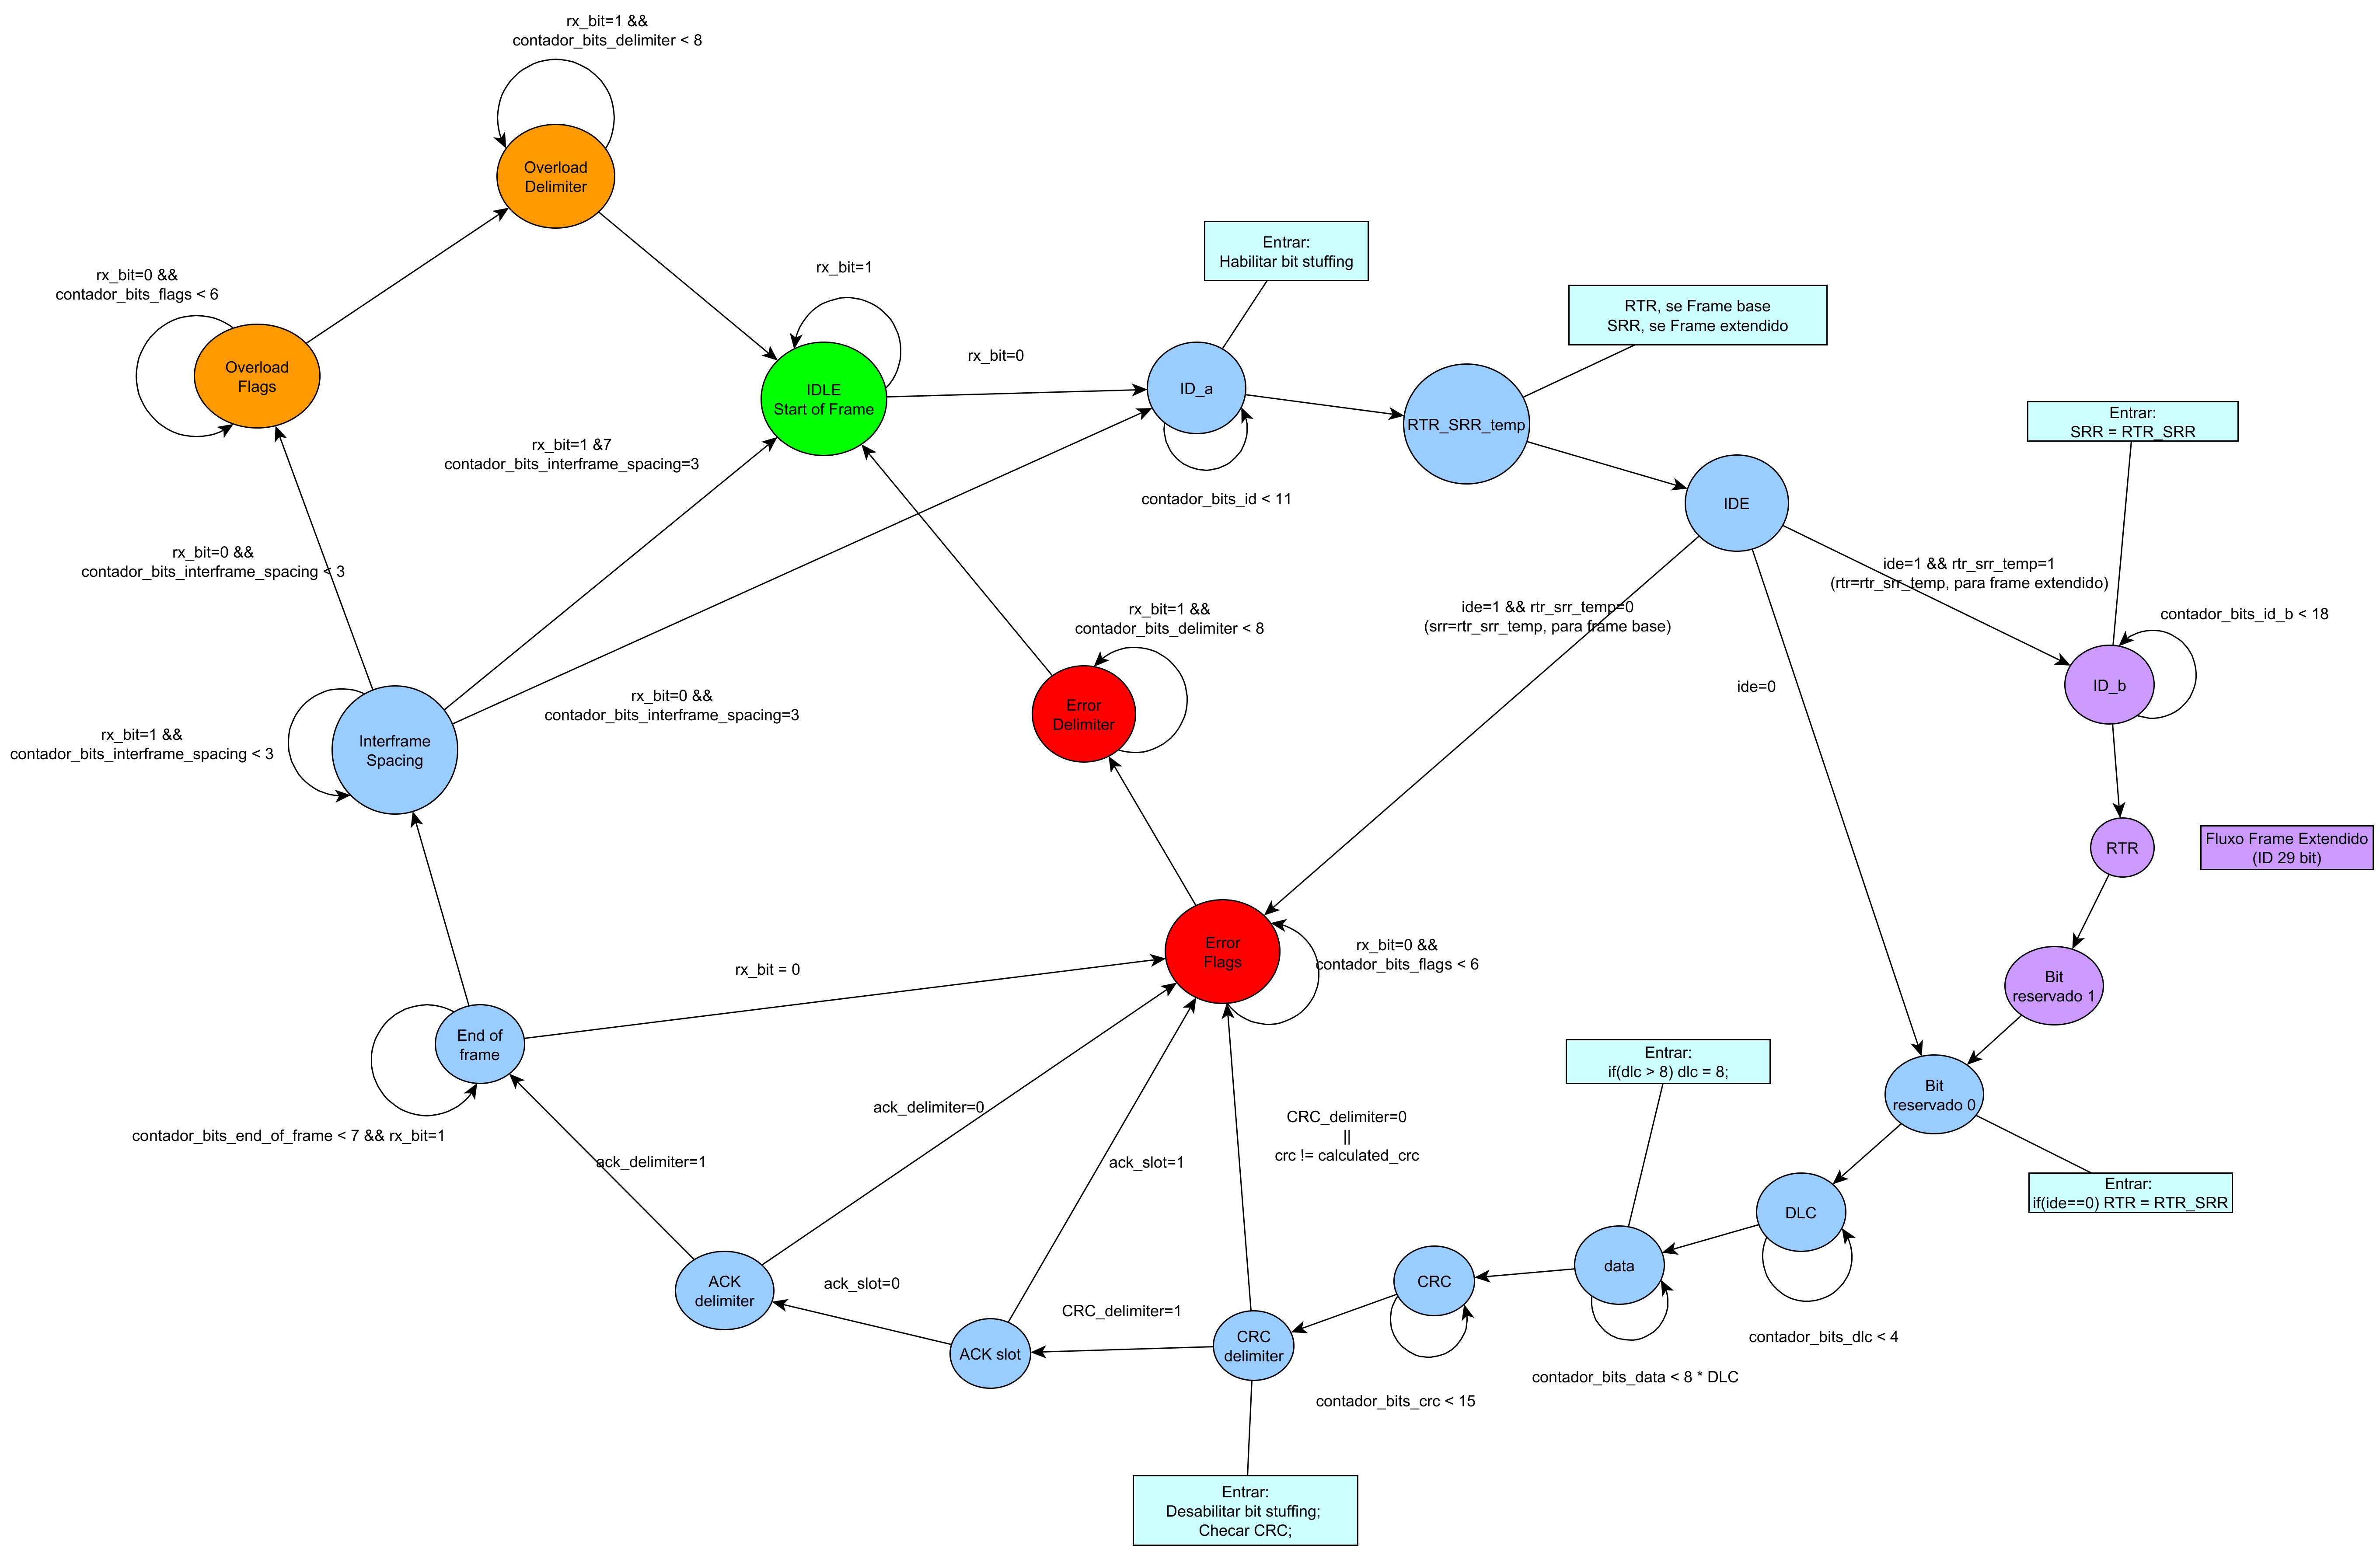 rx_bit=1 &&
contador_bits_delimiter < 8
Overload
Delimiter
Entrar:
Habilitar bit stuffing
rx_bit=0 &&
contador_bits_flags < 6
rx_bit=1
RTR, se Frame base
SRR, se Frame extendido
Overload
Flags
IDLE
Start of Frame
rx_bit=0
ID_a
RTR_SRR_temp
Entrar:
SRR = RTR_SRR
rx_bit=1 &7
contador_bits_interframe_spacing=3
contador_bits_id < 11
IDE
rx_bit=0 &&
contador_bits_interframe_spacing < 3
ide=1 && rtr_srr_temp=1
(rtr=rtr_srr_temp, para frame extendido)
rx_bit=1 &&
contador_bits_delimiter < 8
ide=1 && rtr_srr_temp=0
(srr=rtr_srr_temp, para frame base)
contador_bits_id_b < 18
rx_bit=0 &&
contador_bits_interframe_spacing=3
Error
Delimiter
ide=0
ID_b
rx_bit=1 &&
contador_bits_interframe_spacing < 3
Interframe
Spacing
RTR
Fluxo Frame Extendido
(ID 29 bit)
rx_bit = 0
Error
Flags
rx_bit=0 &&
contador_bits_flags < 6
Bit
reservado 1
End of
frame
Entrar:
if(dlc > 8) dlc = 8;
Bit
reservado 0
contador_bits_end_of_frame < 7 && rx_bit=1
ack_delimiter=0
CRC_delimiter=0
||
crc != calculated_crc
ack_delimiter=1
ack_slot=1
Entrar:
if(ide==0) RTR = RTR_SRR
DLC
ACK
delimiter
ack_slot=0
CRC_delimiter=1
CRC
data
ACK slot
CRC
delimiter
contador_bits_dlc < 4
contador_bits_data < 8 * DLC
contador_bits_crc < 15
Entrar:
Desabilitar bit stuffing;
Checar CRC;